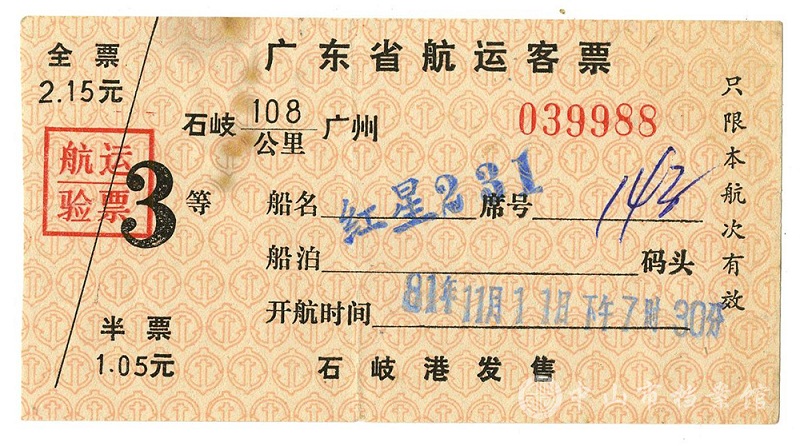 广东省航运客票
全票
2.15元
石岐 108公里 广州
039988
只限本航次有效
航运
验票
3等
船名 红星231 席号
船泊 码头
开航时间 81年11月11日下午7时30分
半票
1.05元
石岐港发售
中山市档案馆